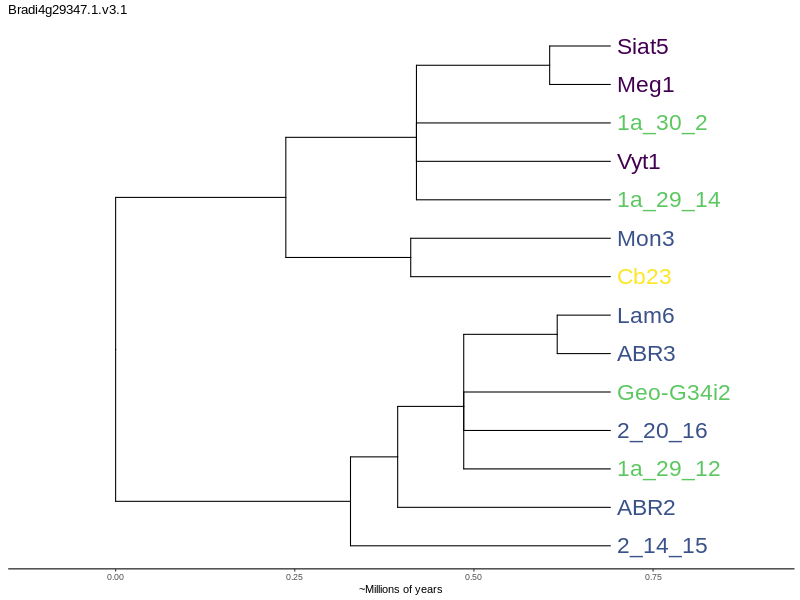 Bradi4g29347.1.v3.1
Siat5
Meg1
1a_30_2
Vyt1
1a_29_14
Mon3
Cb23
Lam6
ABR3
Geo-G34i2
2_20_16
1a_29_12
ABR2
2_14_15
0.00 0.25 0.50 0.75
~Millions of years